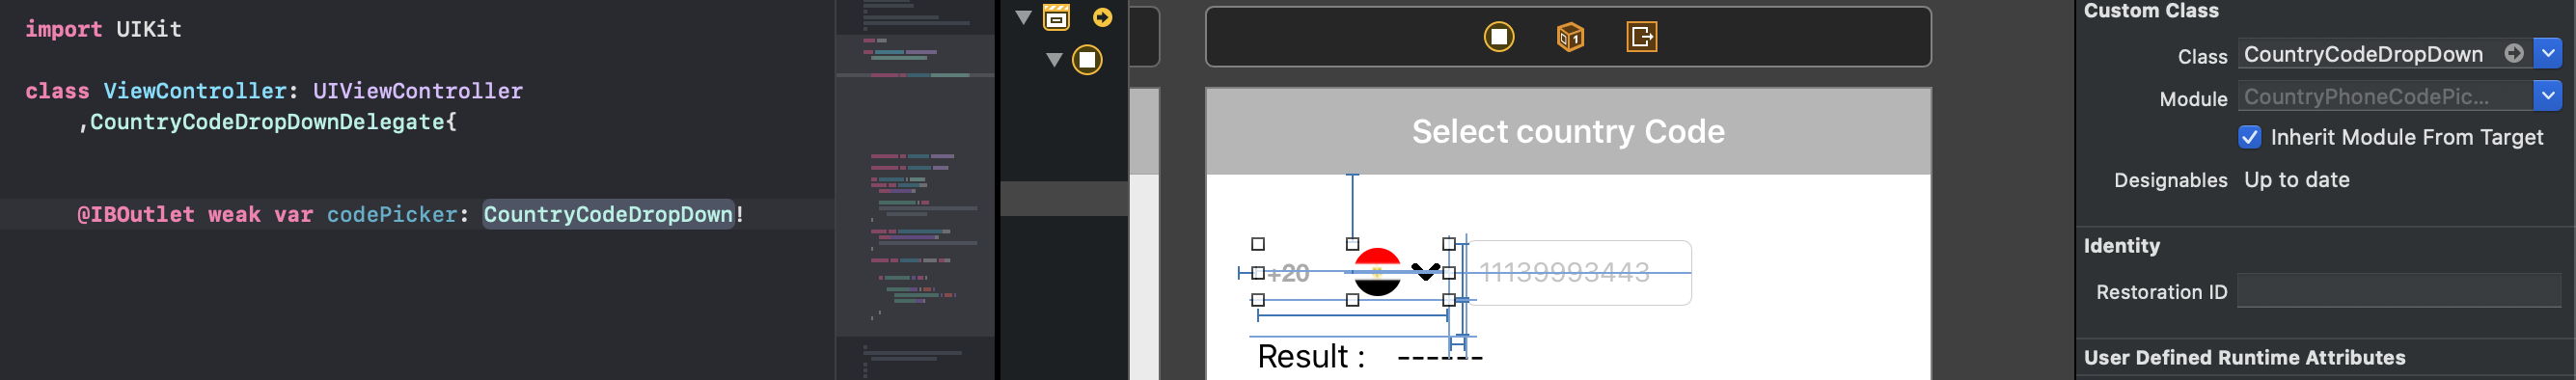 import UIKit
class ViewController: UIViewController
,CountryCodeDropDownDelegate{
@IBOutlet weak var codePicker: CountryCodeDropDown!
1
Select country Code
+20
11139993443
Result : ------
Custom Class
Class CountryCodeDropDown
Module CountryPhoneCodePic...
Inherit Module From Target
Designables Up to date
Identity
Restoration ID
User Defined Runtime Attributes